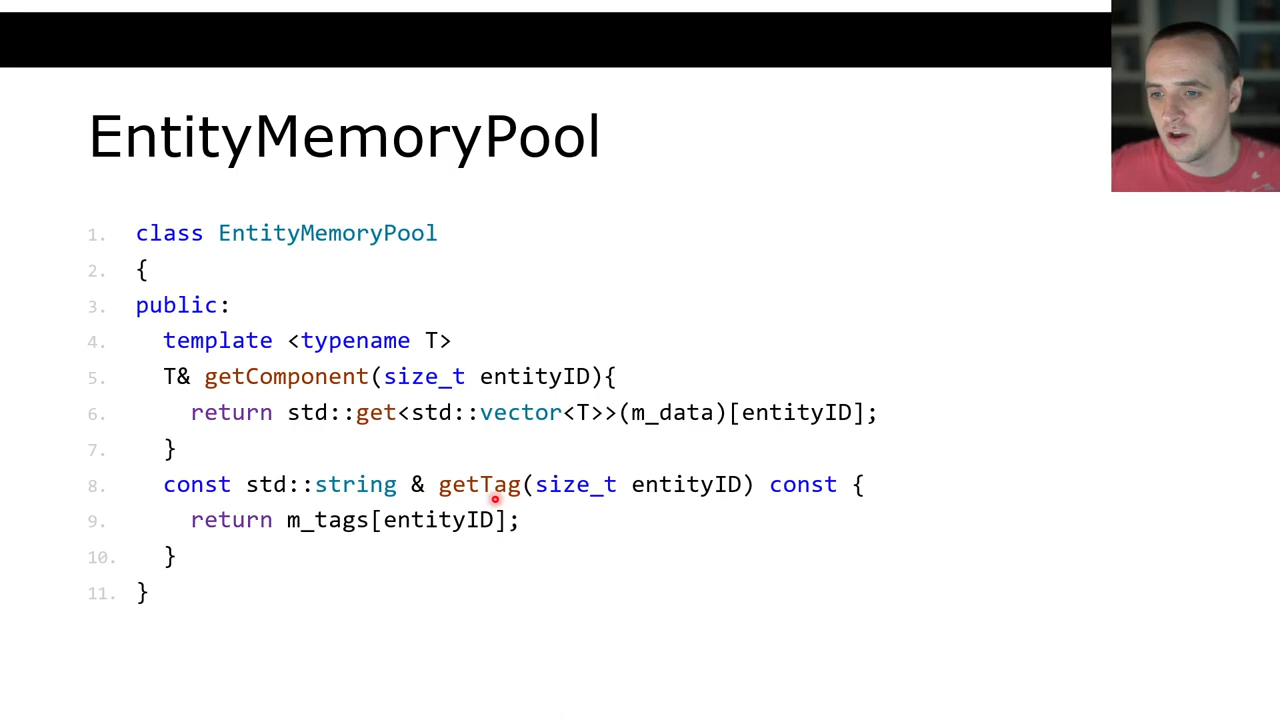 EntityMemoryPool
1. class EntityMemoryPool
2. {
3. public:
4. template <typename T>
5. T& getComponent(size_t entityID){
6. return std::get<std::vector<T>>(m_data)[entityID];
7. }
8. const std::string & getTag(size_t entityID) const {
9. return m_tags[entityID];
10. }
11. }